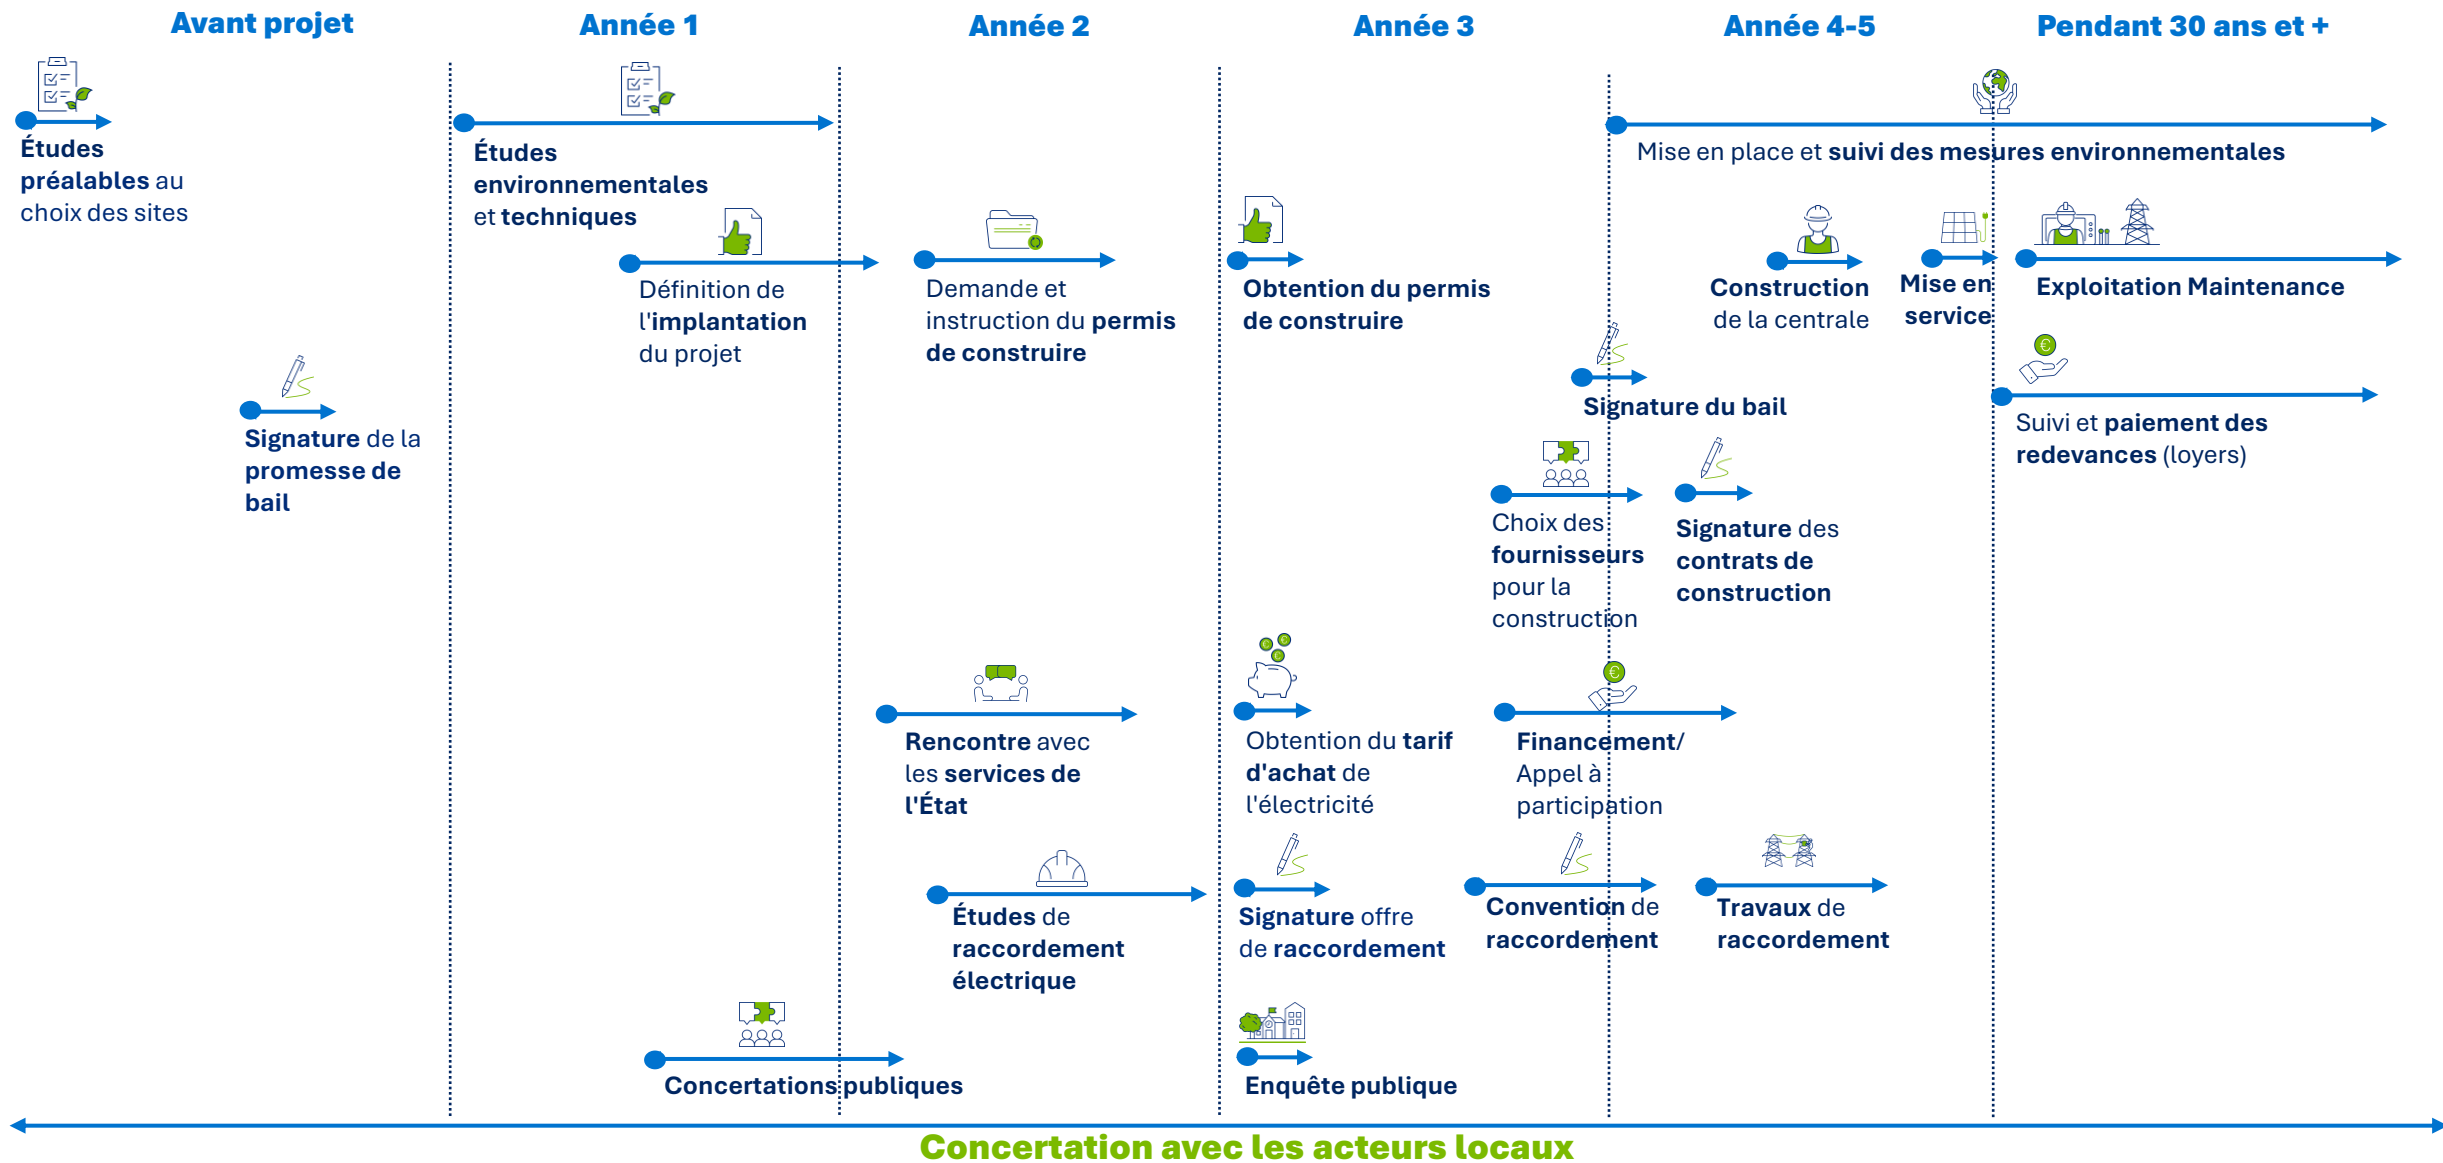 Avant projet
Année 1
Année 2
Année 3
Année 4-5
Pendant 30 ans et +
Études
préalables au
choix des sites
Études
environnementales
et techniques
Mise en place et suivi des mesures environnementales
Définition de
l'implantation
du projet
Demande et
instruction du permis
de construire
Obtention du permis
de construire
Construction
de la centrale
Mise en
service
Exploitation Maintenance
Signature de la
promesse de
bail
Signature du bail
Suivi et paiement des
redevances (loyers)
Choix des
fournisseurs
pour la
construction
Signature des
contrats de
construction
Rencontre avec
les services de
l'État
Obtention du tarif
d'achat de
l'électricité
Financement/
Appel à
participation
Études de
raccordement
électrique
Signature offre
de raccordement
Convention de
raccordement
Travaux de
raccordement
Concertations publiques
Enquête publique
Concertation avec les acteurs locaux